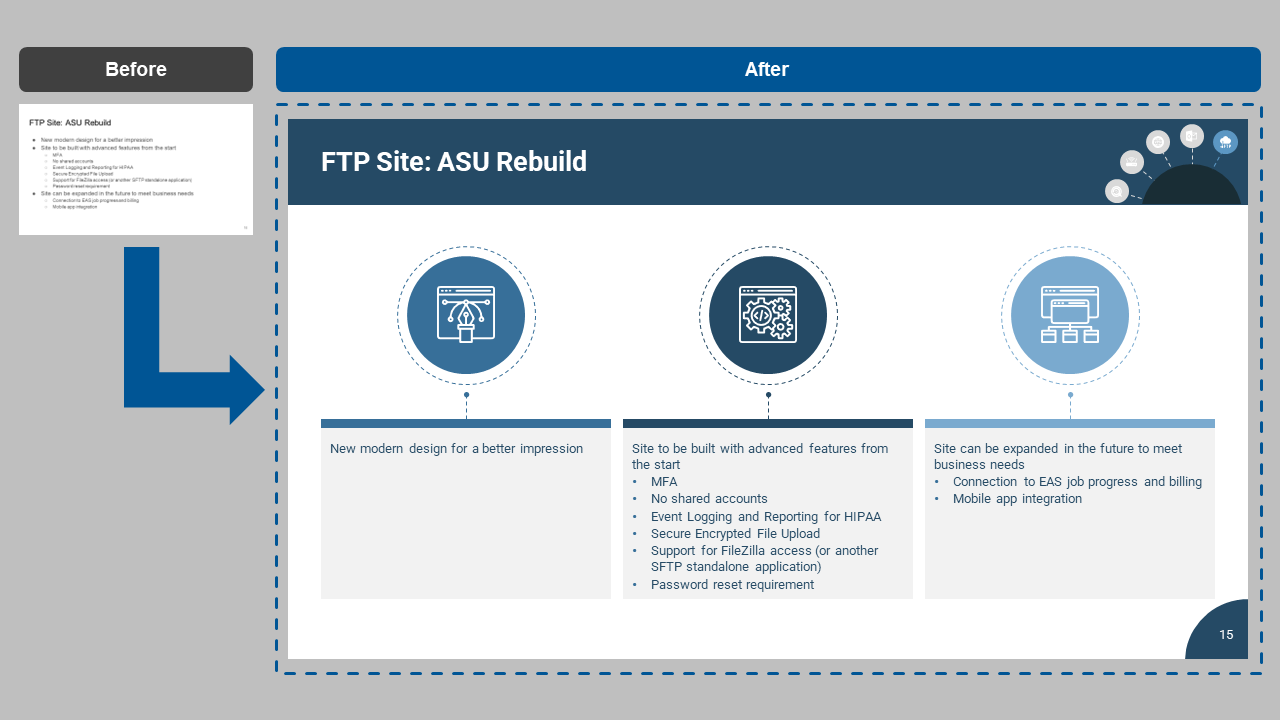 Before
After
FTP Site: ASU Rebuild
● New modern design for a better impression
● Site to be built with advanced features from the start
○ MFA
○ No shared accounts
○ Event Logging and Reporting for HIPAA
○ Secure Encrypted File Upload
○ Support for FileZilla access (or another SFTP standalone application)
○ Password reset requirement
● Site can be expanded in the future to meet business needs
○ Connection to EAS job progress and billing
○ Mobile app integration
15
FTP Site: ASU Rebuild
New modern design for a better impression
Site to be built with advanced features from
the start
• MFA
• No shared accounts
• Event Logging and Reporting for HIPAA
• Secure Encrypted File Upload
• Support for FileZilla access (or another
SFTP standalone application)
• Password reset requirement
Site can be expanded in the future to meet
business needs
• Connection to EAS job progress and billing
• Mobile app integration
15